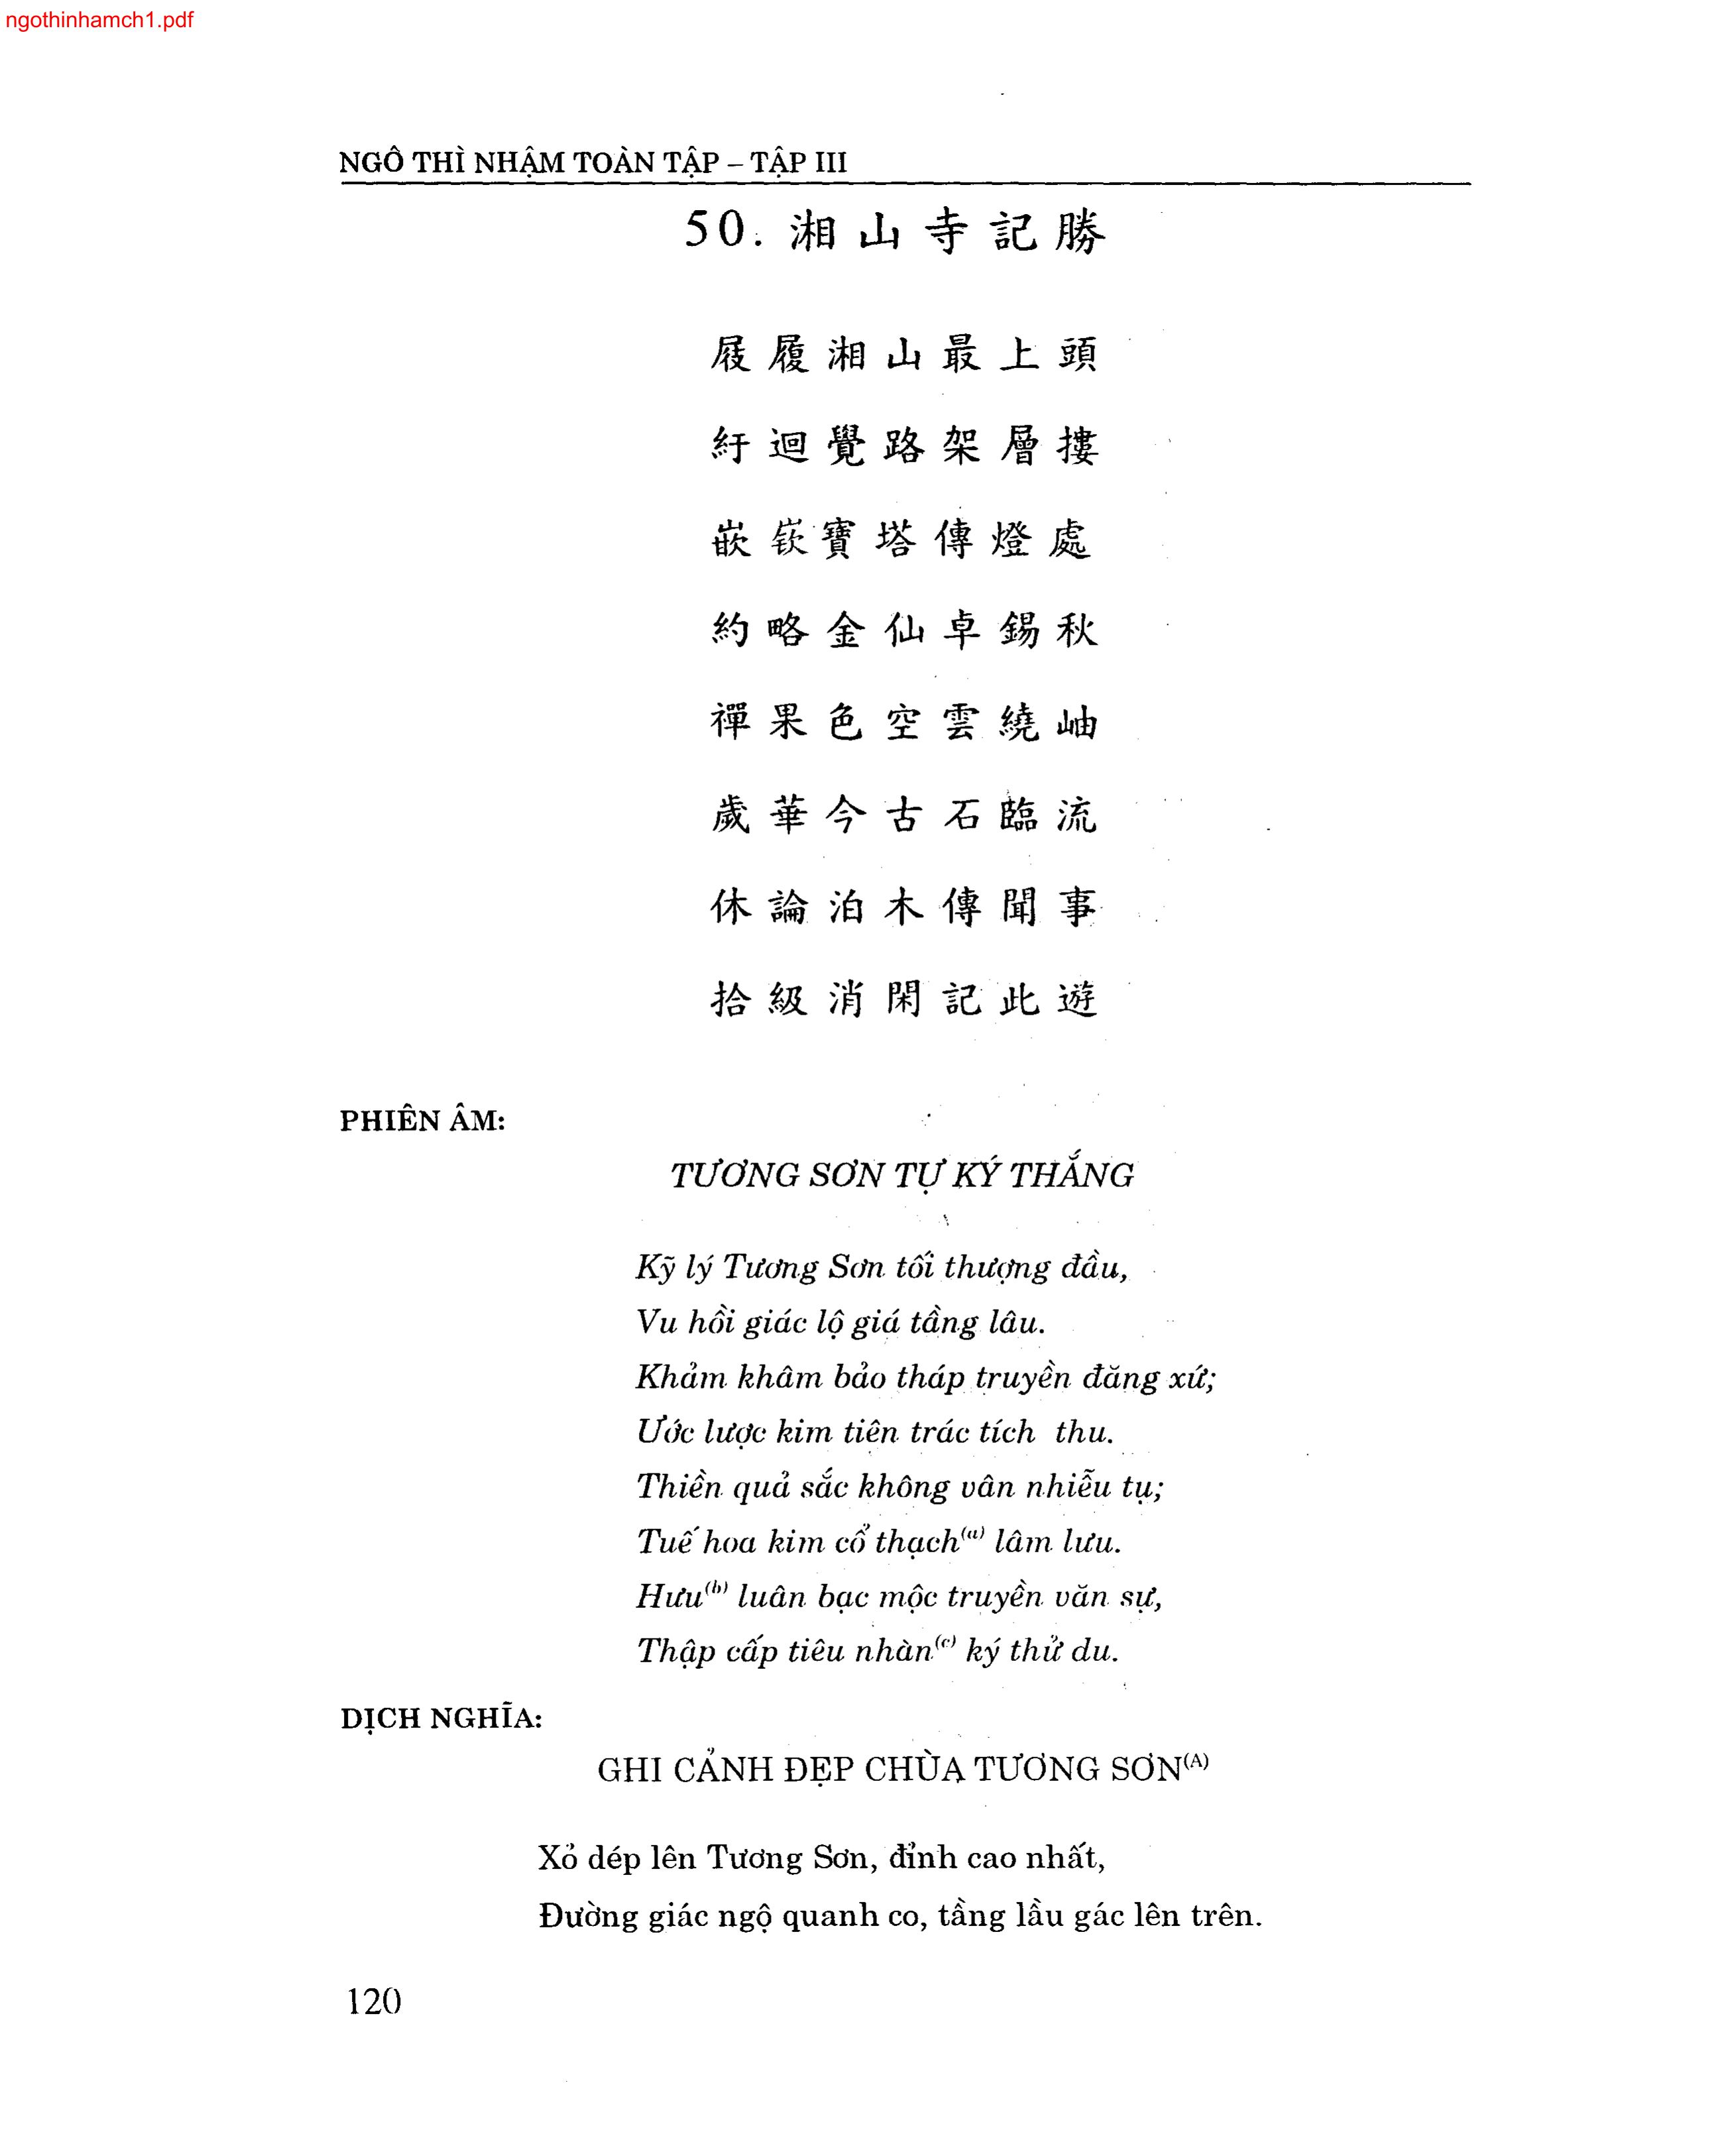 ngothinhamch1.pdf
NGÔ THÌ NHẬM TOÀN TẬP – TẬP III
50. 湘山寺記勝
屐履湘山最上頭
紆迴覺路架層摟
嵌嶔寶塔傳燈處
約略金仙卓錫秋
禪果色空雲繞岫
歲華今古石臨流
休論泊木傳聞事
拾級消閑記此遊
PHIÊN ÂM:
TƯƠNG SƠN TỰ KÝ THẮNG
Kỹ lý Tương Sơn tối thượng đầu,
Vu hồi giác lộ giá tầng lâu.
Khảm khâm bảo tháp truyền đăng xứ;
Ước lược kim tiên trác tích thu.
Thiền quả sắc không vân nhiễu tụ;
Tuế hoa kim cổ thạch(a) lâm lưu.
Hưu(b) luân bạc mộc truyền văn sự,
Thập cấp tiêu nhàn(c) ký thử du.
DỊCH NGHĨA:
GHI CẢNH ĐẸP CHÙA TƯƠNG SƠN(A)
Xỏ dép lên Tương Sơn, đỉnh cao nhất,
Đường giác ngộ quanh co, tầng lầu gác lên trên.
120